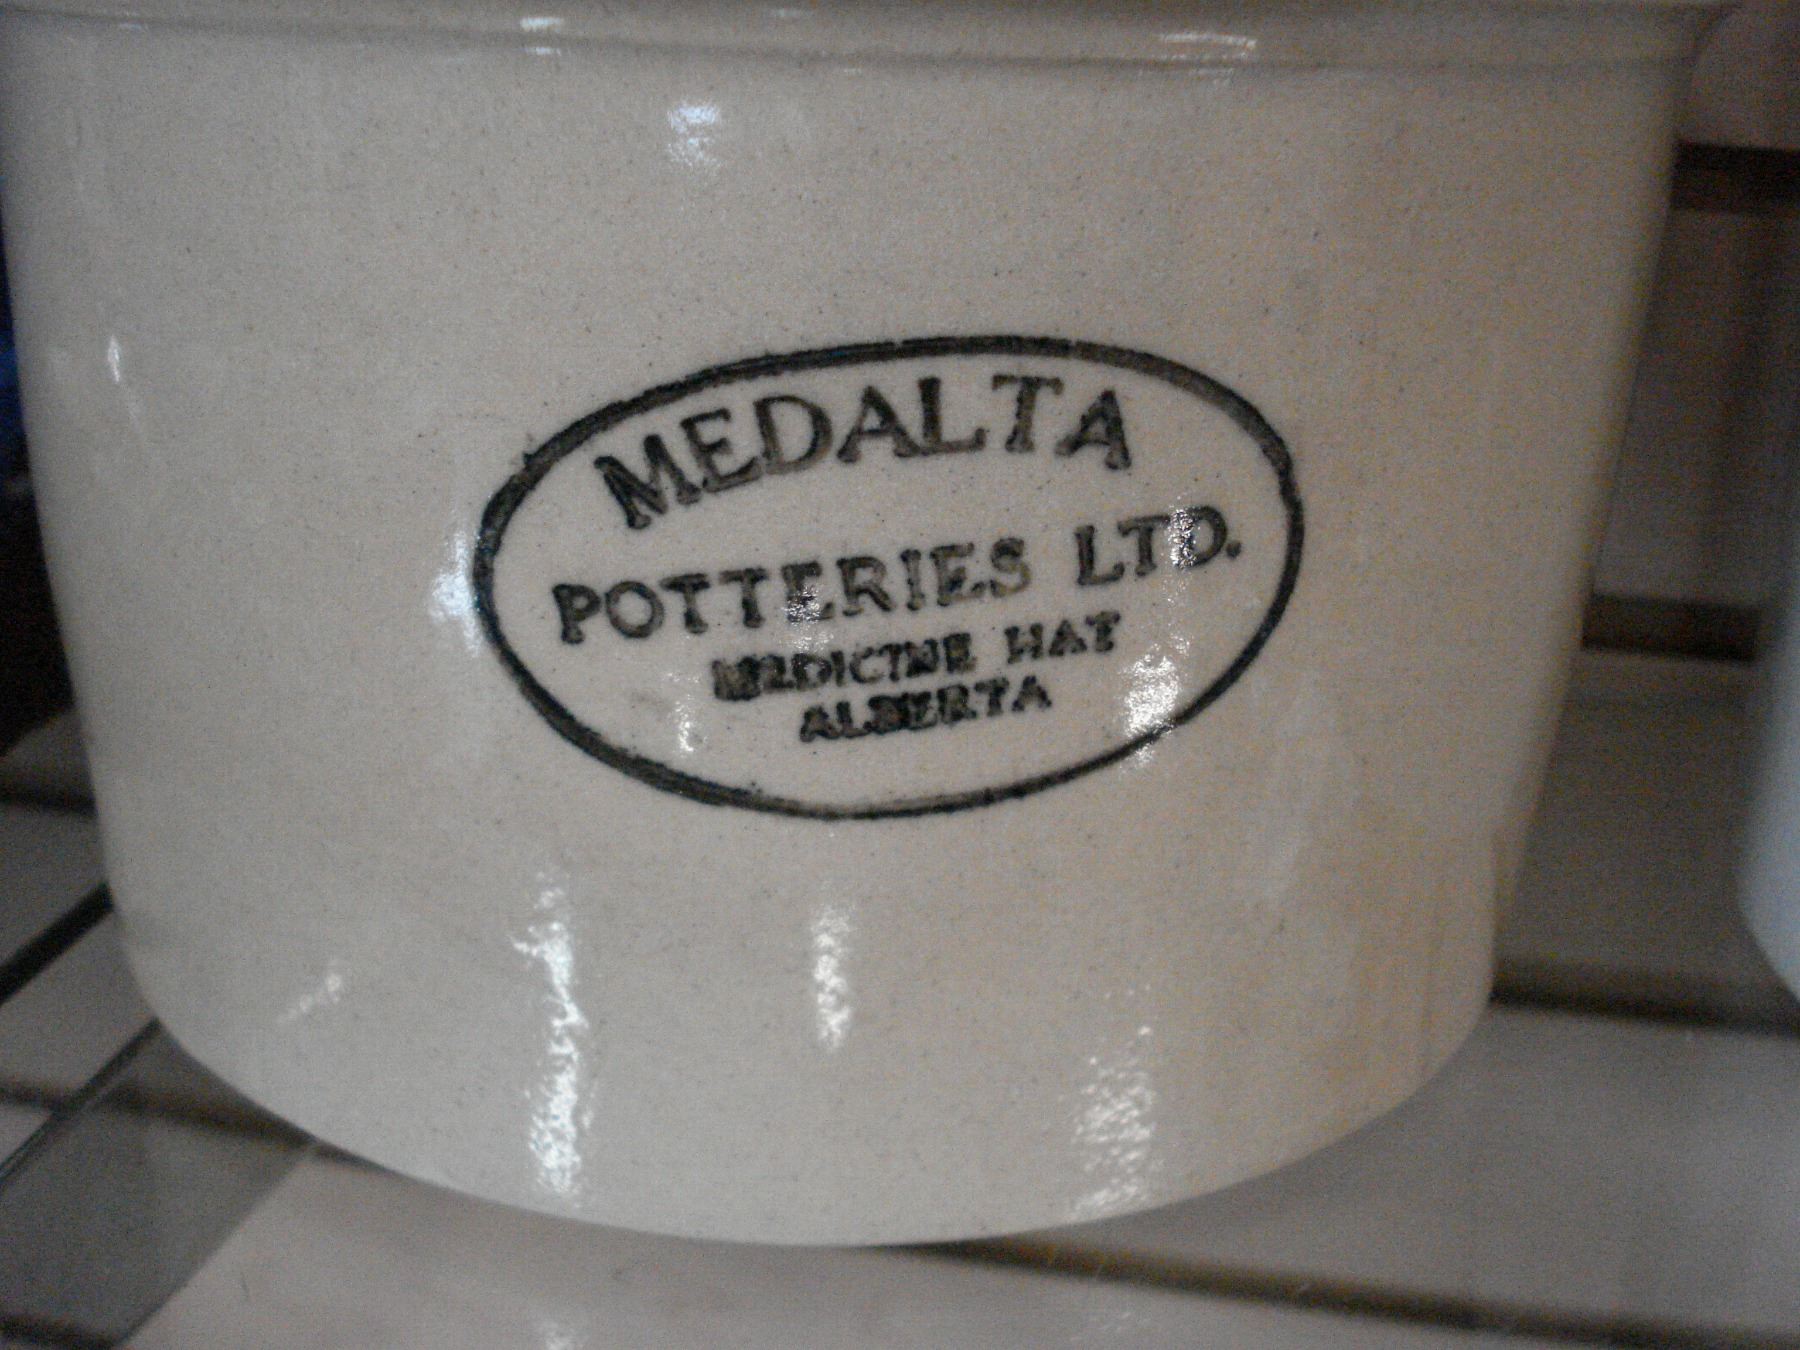 MEDALTA
POTTERIES LTD.
MEDICINE HAT
ALBERTA